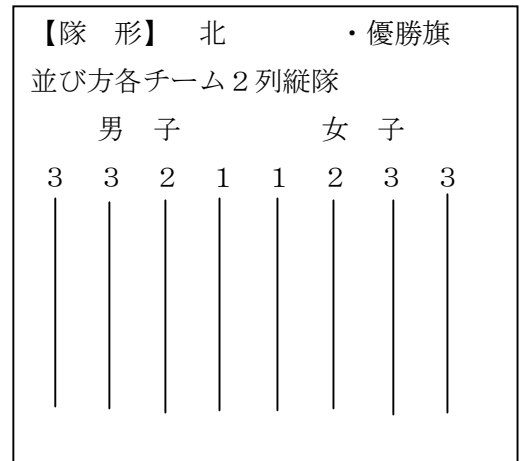 【隊　形】　北　　　　・優勝旗
並び方各チーム２列縦隊
男　子　　　　　女　子
３　３　２　１　１　２　３　３